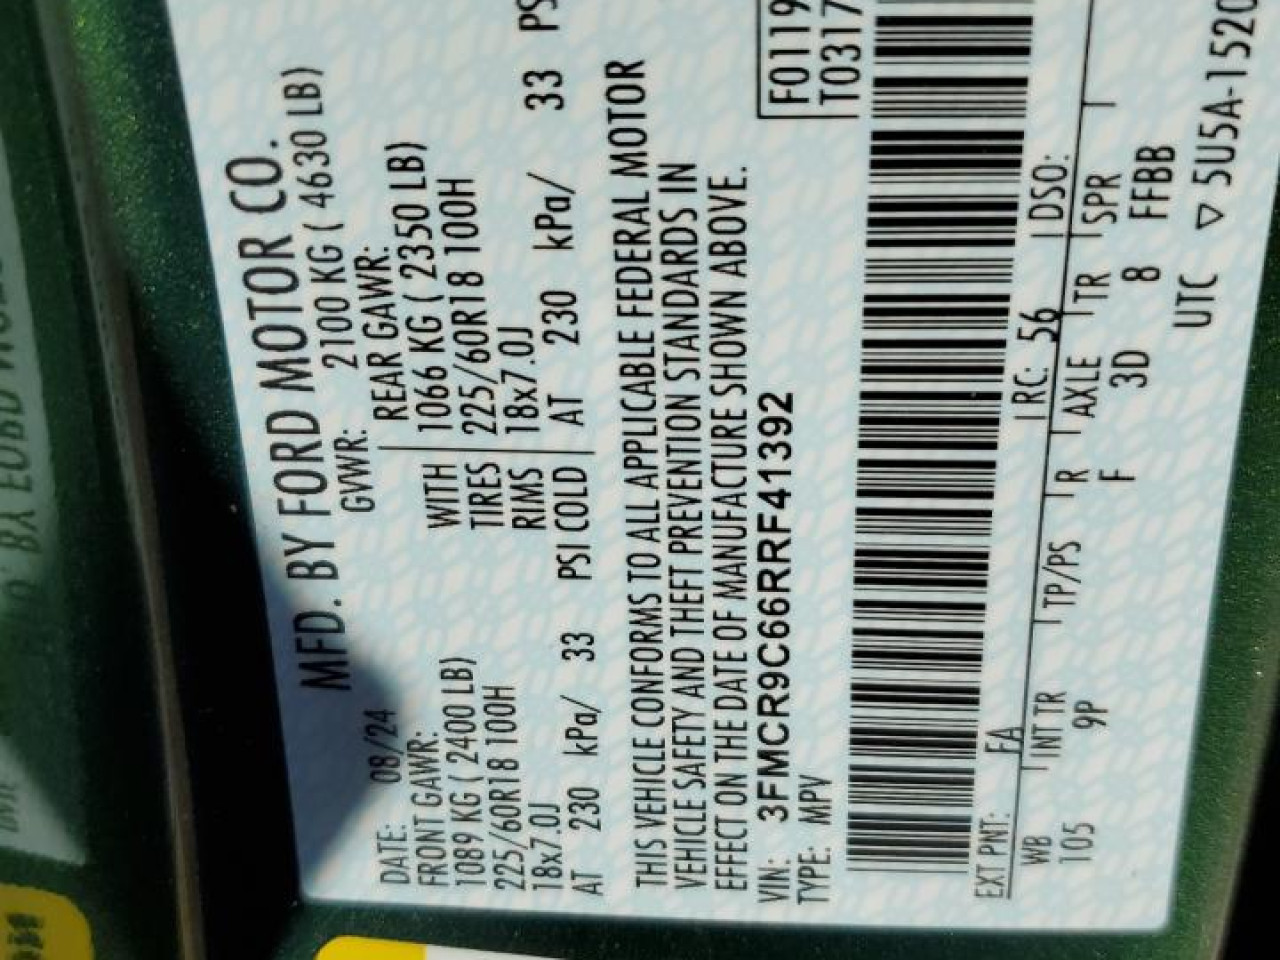 MFD. BY FORD MOTOR CO.
DATE: 08/24 GVWR: 2100 KG ( 4630 LB)
FRONT GAWR: REAR GAWR:
1089 KG ( 2400 LB) WITH 1066 KG ( 2350 LB)
225/60R18 100H TIRES 225/60R18 100H
18x7.0J RIMS 18x7.0J
AT 230 kPa/ 33 PSI COLD AT 230 kPa/ 33 PS
THIS VEHICLE CONFORMS TO ALL APPLICABLE FEDERAL MOTOR
VEHICLE SAFETY AND THEFT PREVENTION STANDARDS IN
EFFECT ON THE DATE OF MANUFACTURE SHOWN ABOVE.
VIN: 3FMCR9C66RRF41392 F0119
TYPE: MPV T0317
EXT PNT: FA RC: 56 DSO:
WB INT TR TP/PS R AXLE TR SPR
105 9P F 3D 8 FFBB
UTC ▽ 5U5A-1520